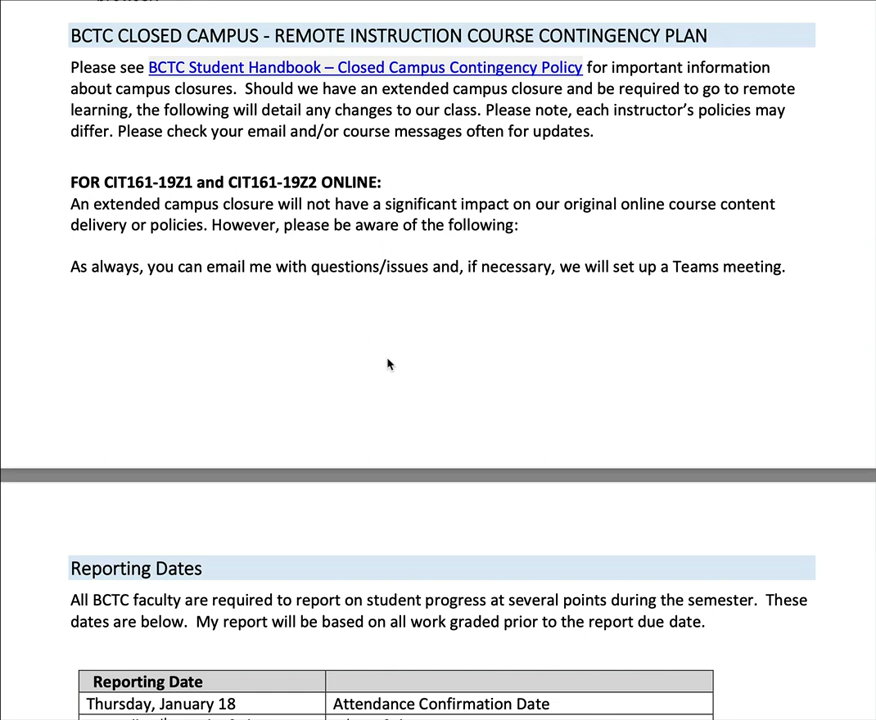 BCTC CLOSED CAMPUS - REMOTE INSTRUCTION COURSE CONTINGENCY PLAN
Please see BCTC Student Handbook – Closed Campus Contingency Policy for important information
about campus closures.  Should we have an extended campus closure and be required to go to remote
learning, the following will detail any changes to our class. Please note, each instructor’s policies may
differ. Please check your email and/or course messages often for updates.
FOR CIT161-19Z1 and CIT161-19Z2 ONLINE:
An extended campus closure will not have a significant impact on our original online course content
delivery or policies. However, please be aware of the following:
As always, you can email me with questions/issues and, if necessary, we will set up a Teams meeting.
Reporting Dates
All BCTC faculty are required to report on student progress at several points during the semester.  These
dates are below.  My report will be based on all work graded prior to the report due date.
Reporting Date
Thursday, January 18 Attendance Confirmation Date